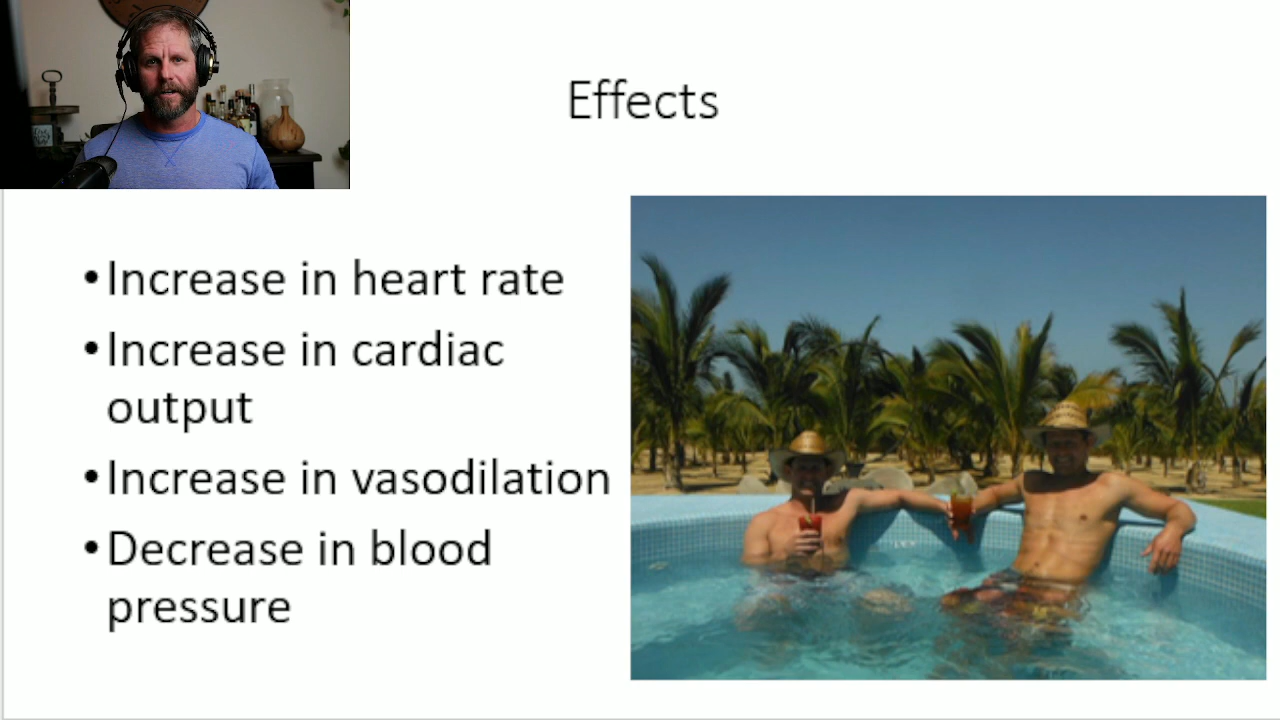 Effects
•Increase in heart rate
•Increase in cardiac
output
•Increase in vasodilation
•Decrease in blood
pressure